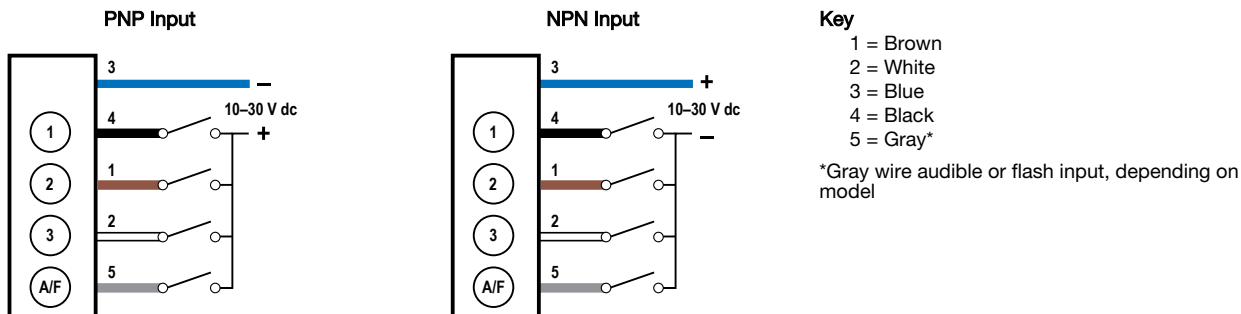 PNP Input
3
–
10–30 V dc
4
1
+
1
2
2
3
5
A/F
NPN Input
3
+
10–30 V dc
4
1
–
1
2
2
3
5
A/F
Key
1 = Brown
2 = White
3 = Blue
4 = Black
5 = Gray*
*Gray wire audible or flash input, depending on
model